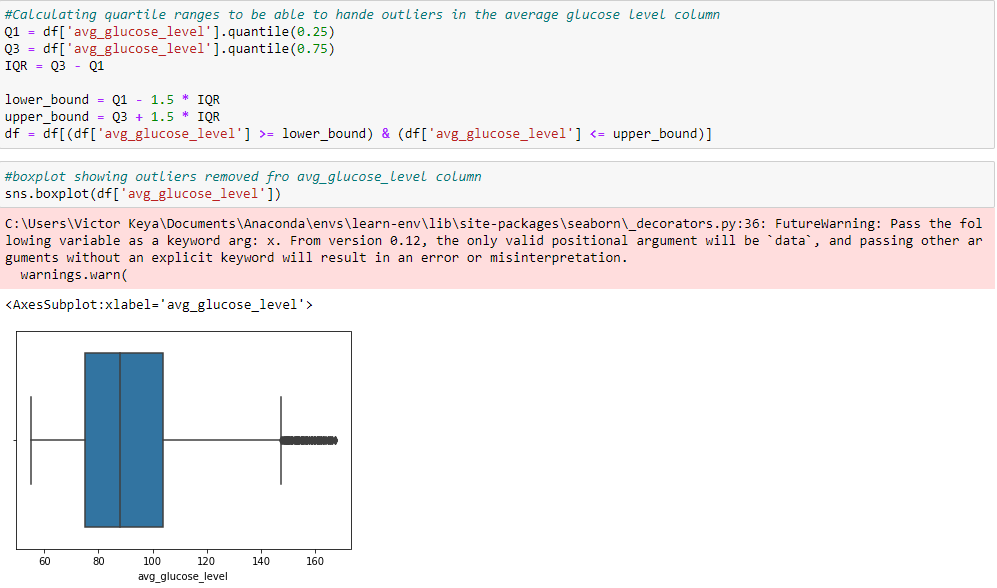 #Calculating quartile ranges to be able to hande outliers in the average glucose level column
Q1 = df['avg_glucose_level'].quantile(0.25)
Q3 = df['avg_glucose_level'].quantile(0.75)
IQR = Q3 - Q1
lower_bound = Q1 - 1.5 * IQR
upper_bound = Q3 + 1.5 * IQR
df = df[(df['avg_glucose_level'] >= lower_bound) & (df['avg_glucose_level'] <= upper_bound)]
#boxplot showing outliers removed fro avg_glucose_level column
sns.boxplot(df['avg_glucose_level'])
C:\Users\Victor Keya\Documents\Anaconda\envs\learn-env\lib\site-packages\seaborn\_decorators.py:36: FutureWarning: Pass the fol
lowing variable as a keyword arg: x. From version 0.12, the only valid positional argument will be `data`, and passing other ar
guments without an explicit keyword will result in an error or misinterpretation.
  warnings.warn(
<AxesSubplot:xlabel='avg_glucose_level'>
60 80 100 120 140 160
avg_glucose_level